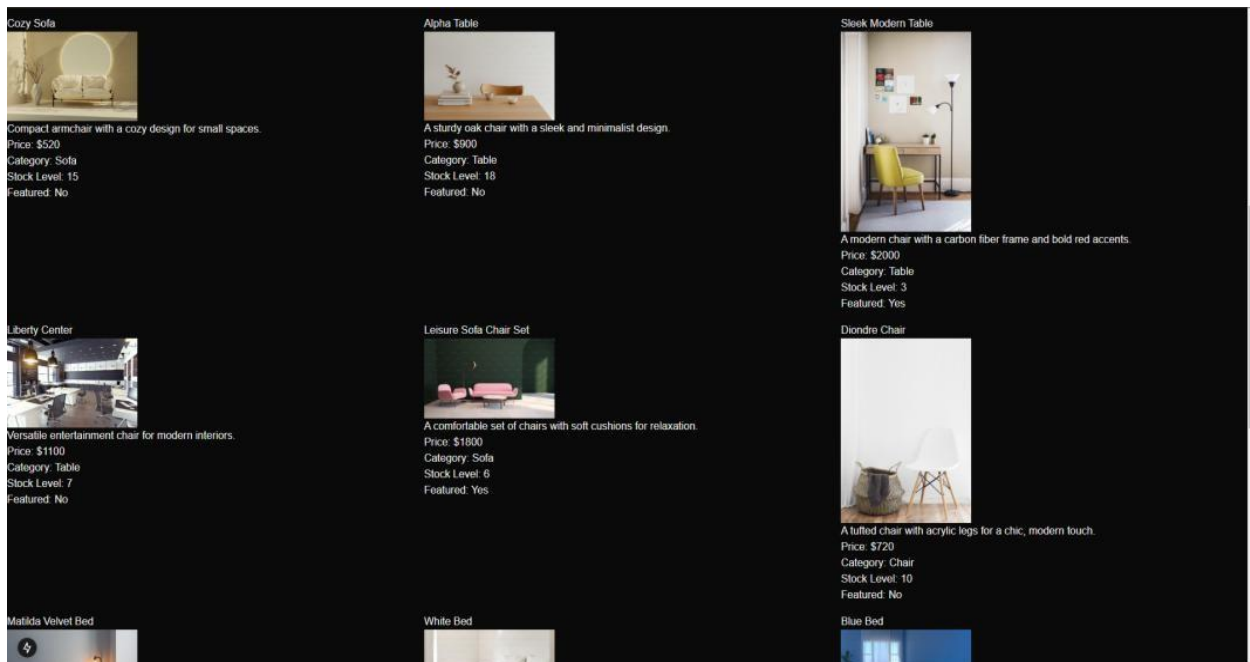 Cozy Sofa
Compact armchair with a cozy design for small spaces.
Price: $520
Category: Sofa
Stock Level: 15
Featured: No
Alpha Table
A sturdy oak chair with a sleek and minimalist design.
Price: $900
Category: Table
Stock Level: 18
Featured: No
Sleek Modern Table
A modern chair with a carbon fiber frame and bold red accents.
Price: $2000
Category: Table
Stock Level: 3
Featured: Yes
Liberty Center
Versatile entertainment chair for modern interiors.
Price: $1100
Category: Table
Stock Level: 7
Featured: No
Leisure Sofa Chair Set
A comfortable set of chairs with soft cushions for relaxation.
Price: $1800
Category: Sofa
Stock Level: 6
Featured: Yes
Diondre Chair
A tufted chair with acrylic legs for a chic, modern touch.
Price: $720
Category: Chair
Stock Level: 10
Featured: No
Matilda Velvet Bed
White Bed
Blue Bed